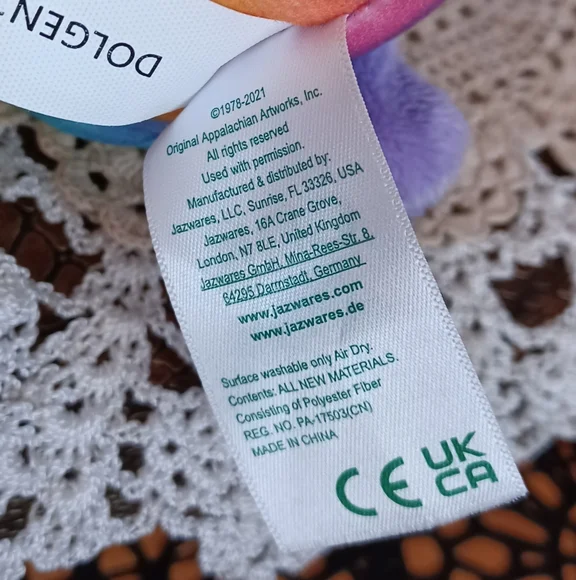 DOLGEN
©1978-2021
Original Appalachian Artworks, Inc.
All rights reserved
Used with permission.
Manufactured & distributed by:
Jazwares, LLC, Sunrise, FL 33326, USA
Jazwares, 16A Crane Grove,
London, N7 8LE, United Kingdom
Jazwares GmbH, Mina-Rees-Str. 8,
64295 Darmstadt, Germany
www.jazwares.com
www.jazwares.de
Surface washable only Air Dry.
Contents: ALL NEW MATERIALS.
Consisting of Polyester Fiber
REG. NO. PA-17503(CN)
MADE IN CHINA
CE UK
CA